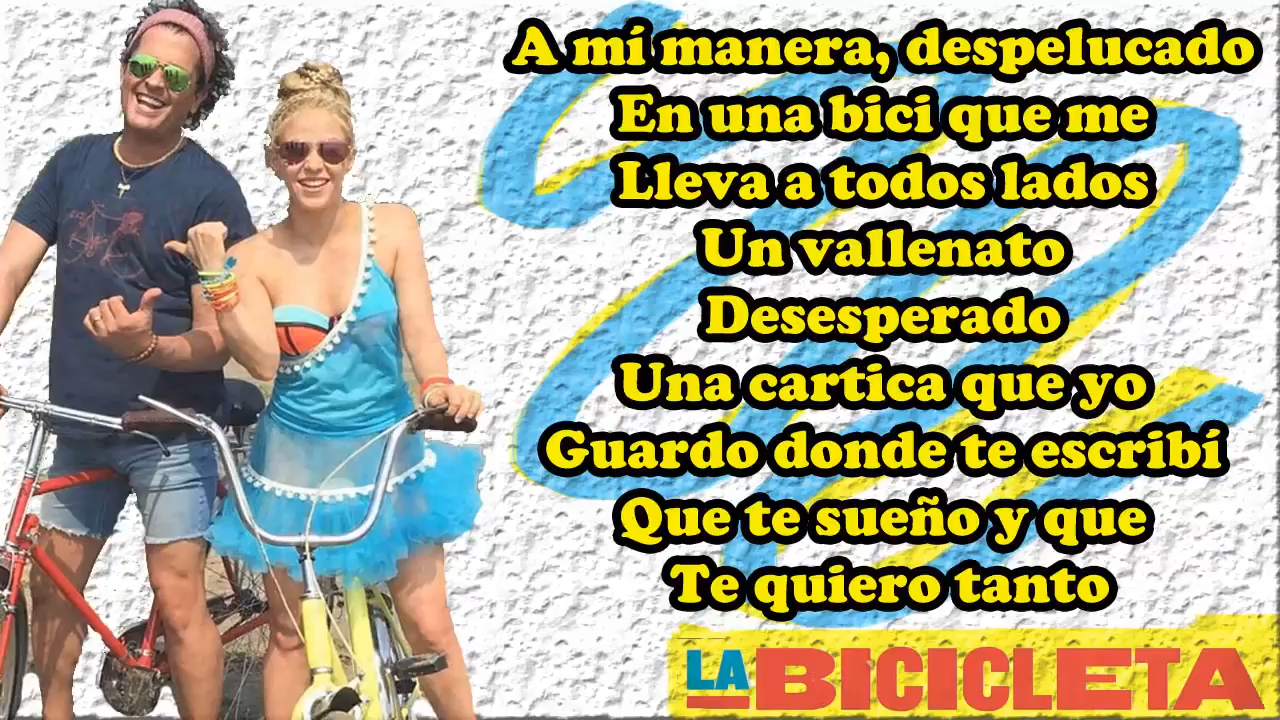 A mí manera, despelucado
En una bici que me
Lleva a todos lados
Un vallenato
Desesperado
Una cartica que yo
Guardo donde te escribí
Que te sueño y que
Te quiero tanto
LA BICICLETA